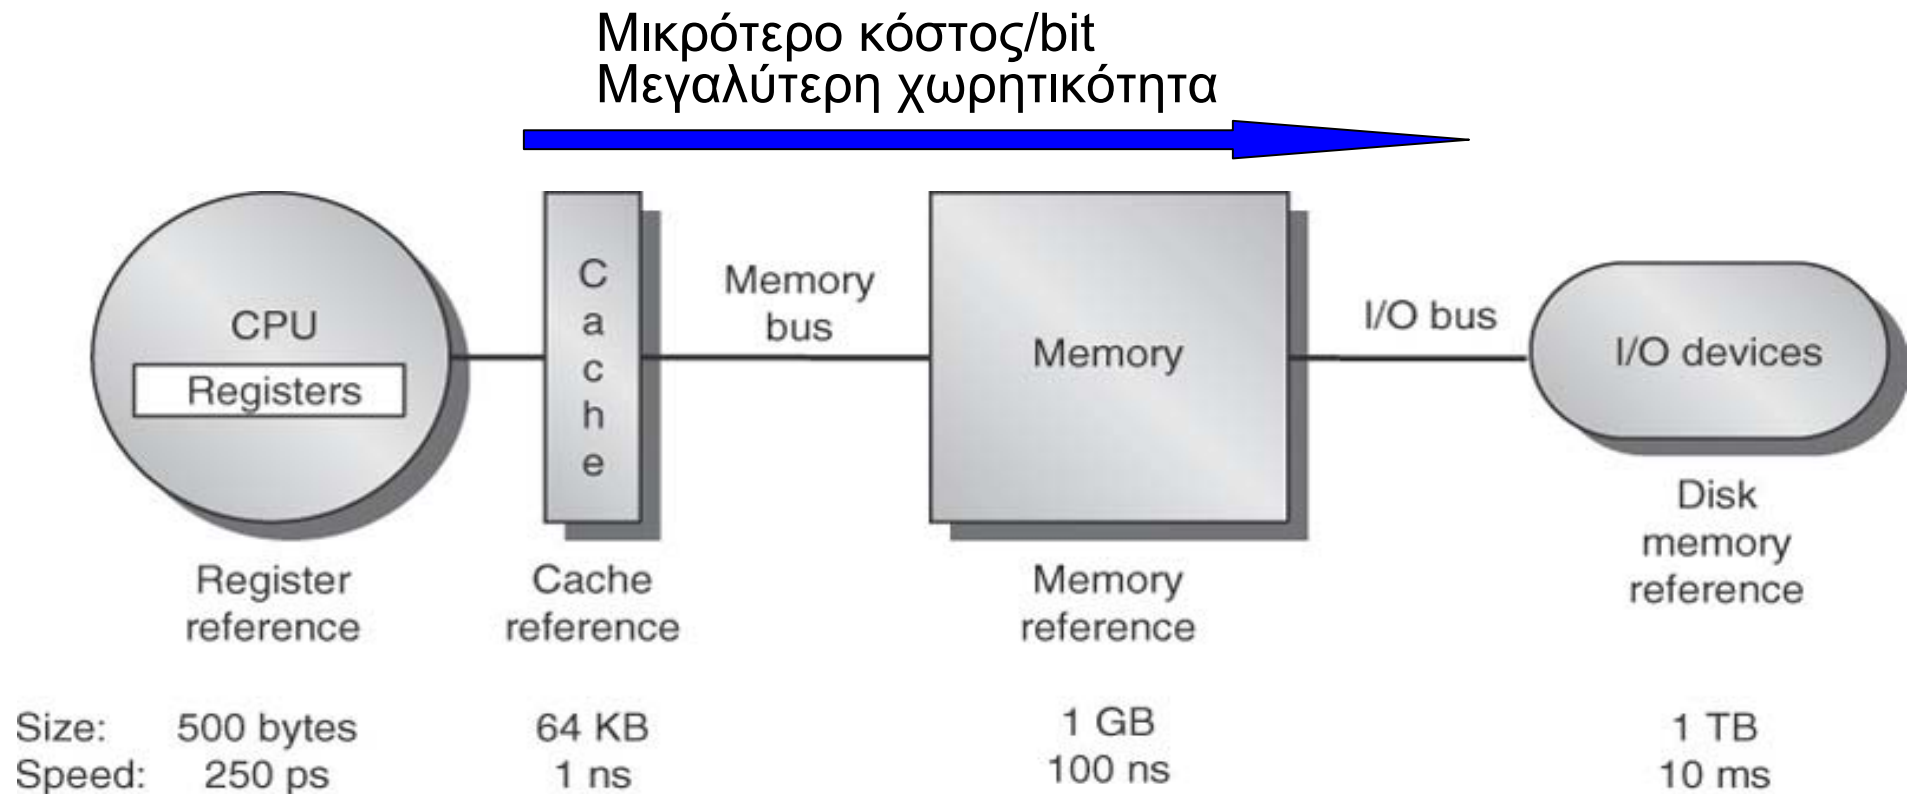 Μικρότερο κόστος/bit
Μεγαλύτερη χωρητικότητα
CPU
Registers
Cache
Memory
bus
Memory
I/O bus
I/O devices
Register
reference
Cache
reference
Memory
reference
Disk
memory
reference
Size: 500 bytes 64 KB 1 GB 1 TB
Speed: 250 ps 1 ns 100 ns 10 ms